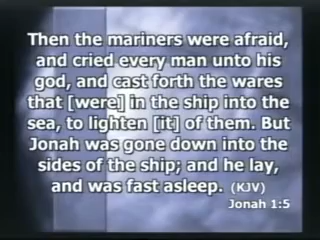 Then the mariners were afraid,
and cried every man unto his
god, and cast forth the wares
that [were] in the ship into the
sea, to lighten [it] of them. But
Jonah was gone down into the
sides of the ship; and he lay,
and was fast asleep. (KJV)
Jonah 1:5